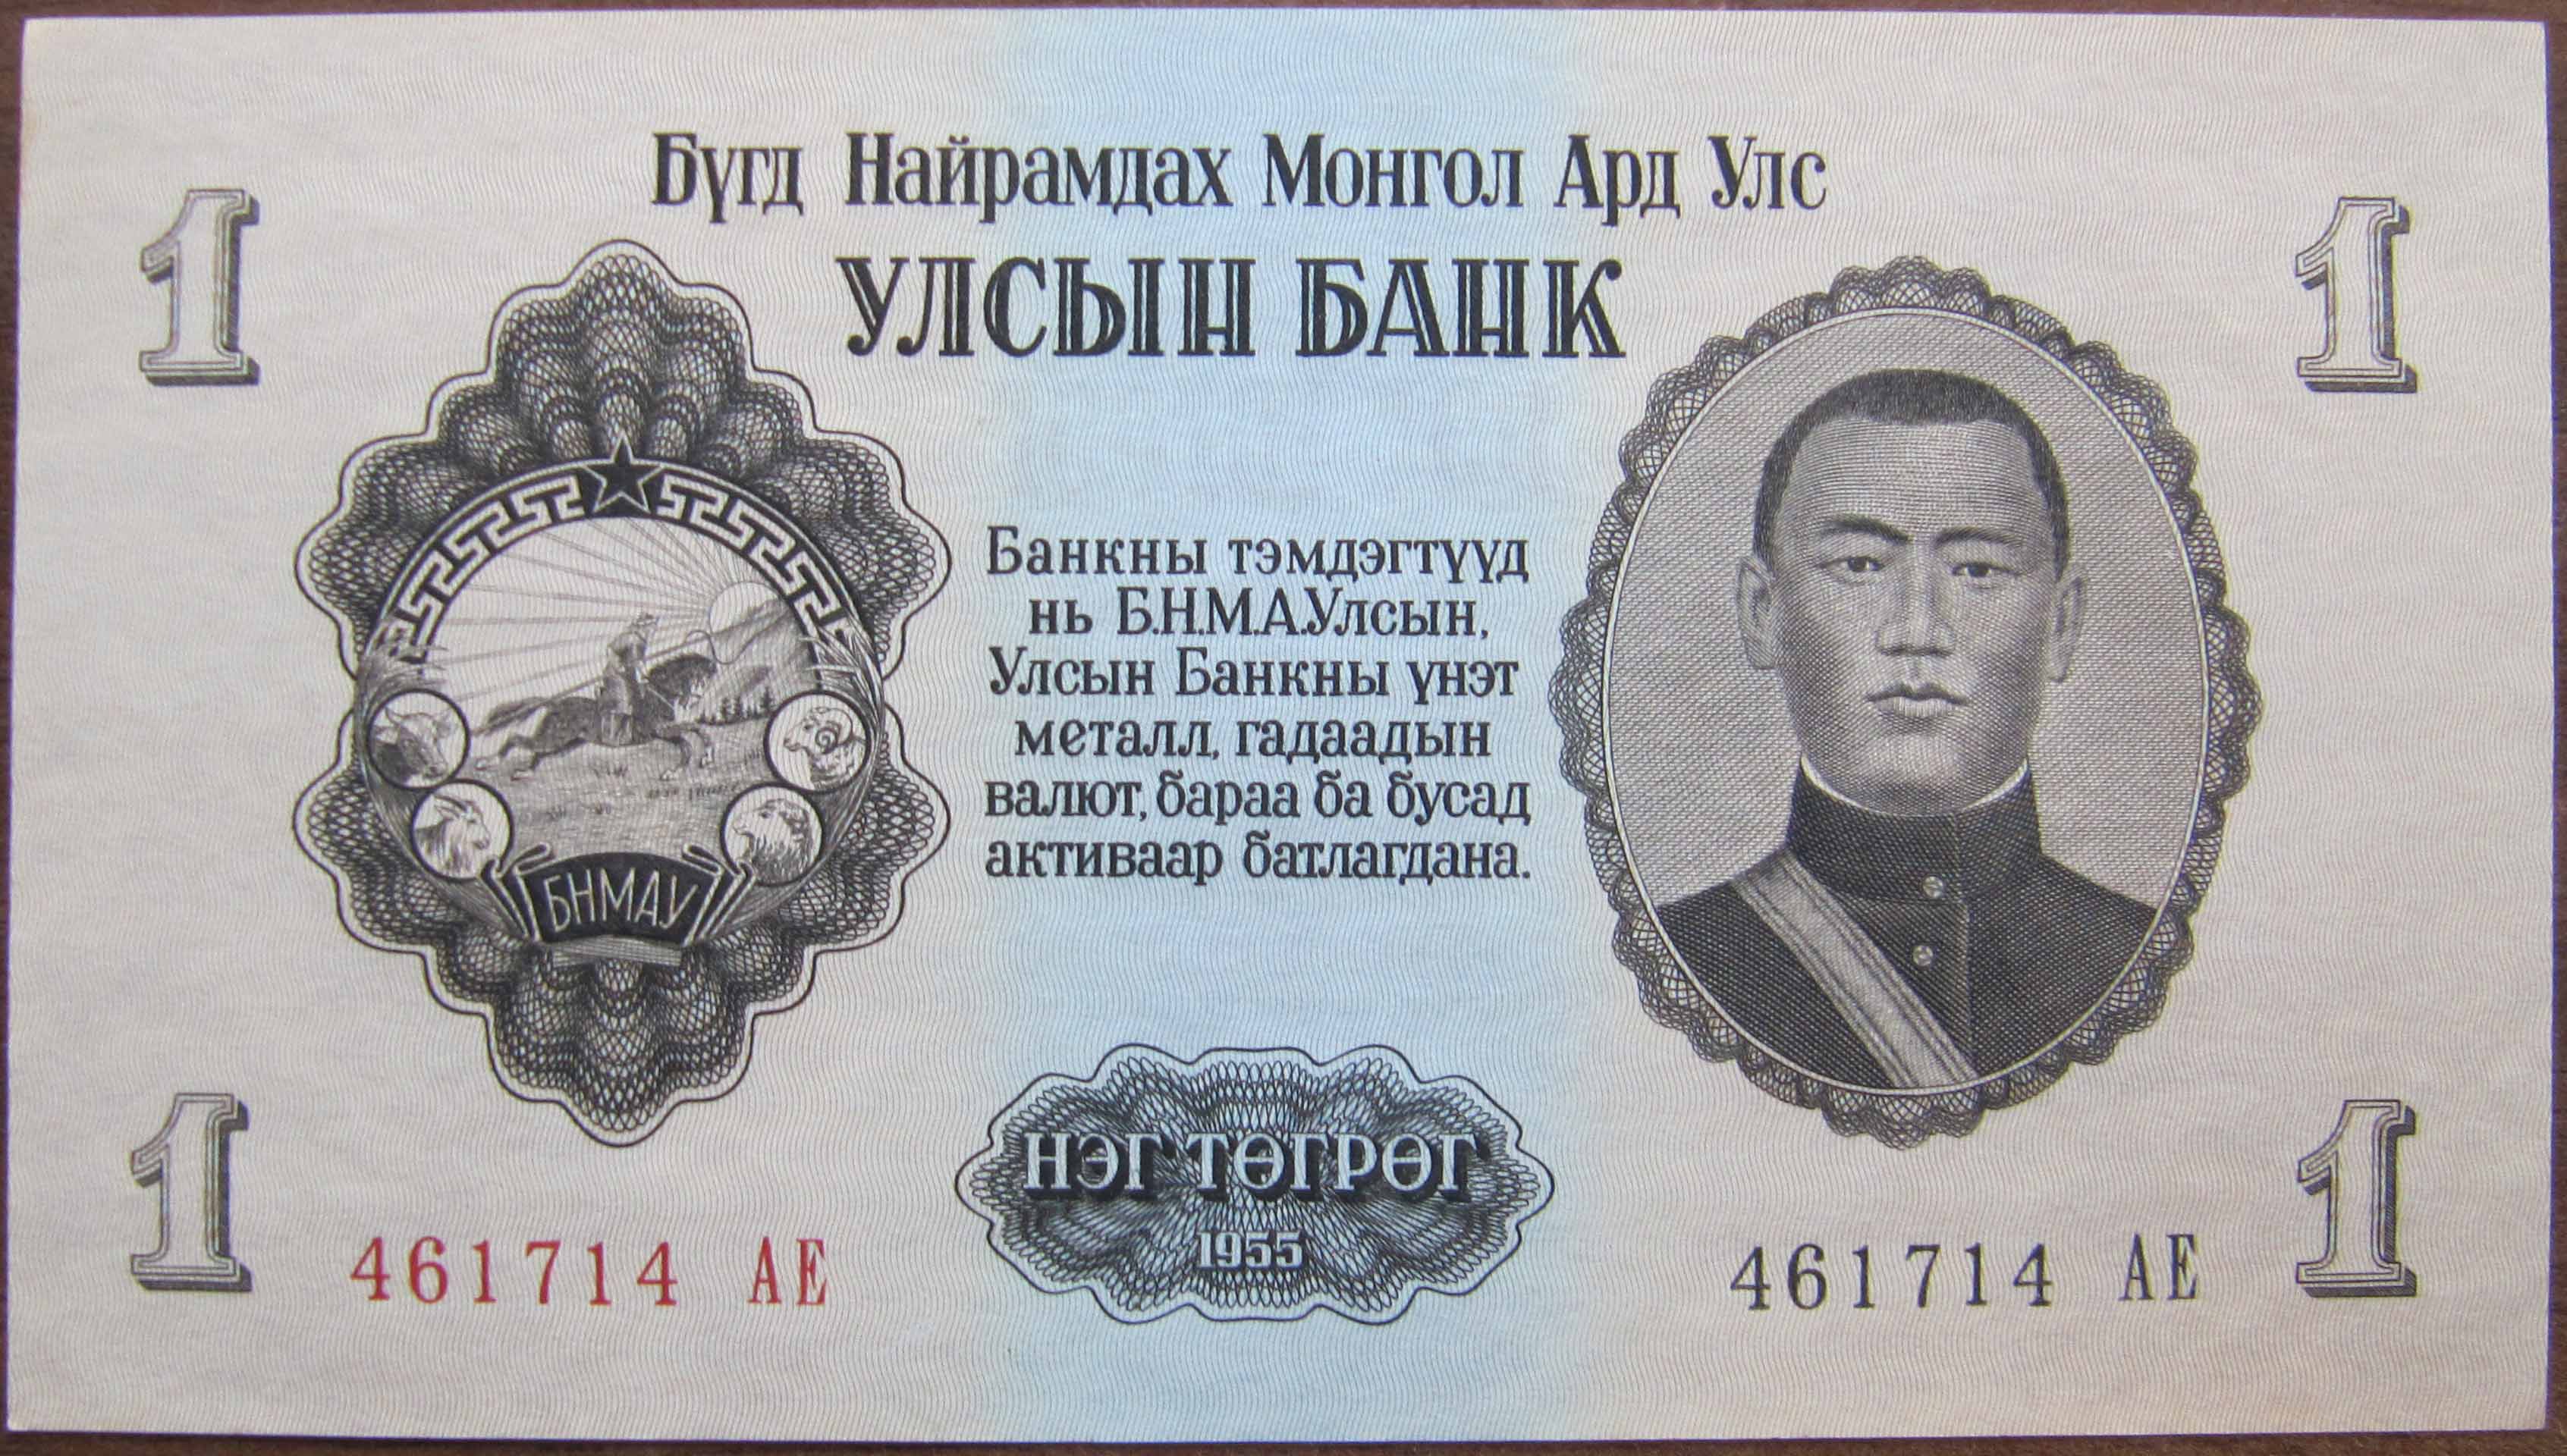 Бүгд Найрамдах Монгол Ард Улс
УЛСЫН БАНК
1
1
Банкны тэмдэгтүүд
нь Б.Н.М.А.Улсын,
Улсын Банкны үнэт
металл, гадаадын
валют, бараа ба бусад
активаар батлагдана.
БНМАУ
НЭГ ТӨГРӨГ
1955
1
461714 АЕ
461714 АЕ
1